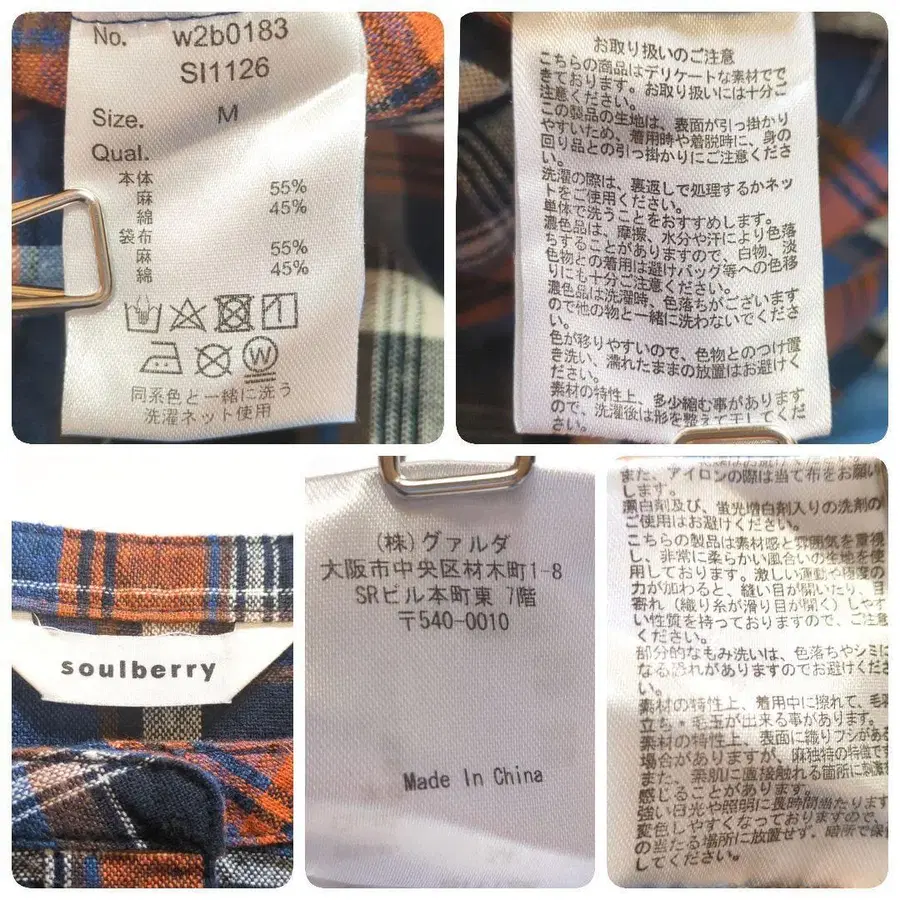 No. w2b0183
SI1126
Size. M
Qual.
本体
麻 55%
綿 45%
袋布
麻 55%
綿 45%
W
同系色と一緒に洗う
洗濯ネット使用
お取り扱いのご注意
こちらの商品はデリケートな素材でで
きております。お取り扱いには十分ご
注意ください。
この製品の生地は、表面が引っ掛かり
やすいため、着用時や着脱時に、身の
回り品との引っ掛かりにご注意くださ
い。
洗濯の際は、裏返しで処理するかネッ
トをご使用ください。
単体で洗うことをおすすめします。
濃色品は、摩擦、水分や汗により色落
ちすることがありますので、白物、淡
色物との着用は避けバッグ等への色移
りにも十分ご注意ください。
濃色品は洗濯時、色落ちがございます
ので他の物と一緒に洗わないでくださ
い。
色が移りやすいので、色物とのつけ置
き洗い、濡れたままの放置はお避けく
ださい。
素材の特性上、多少縮む事があります
ので、洗濯後は形を整えて干してくだ
さい。
soulberry
(株)グァルダ
大阪市中央区材木町1-8
SRビル本町東 7階
〒540-0010
Made In China
また、アイロンの際は当て布をお願い
します。
漂白剤及び、蛍光増白剤入りの洗剤の
ご使用はお避けください。
こちらの製品は素材感と雰囲気を重視
し、非常に柔らかい風合いの生地を使
用しております。激しい運動や極度の
力が加わると、縫い目が開いたり、目
寄れ(織り糸が滑り目が開く)しやす
い性質を持っておりますので、ご注意
ください。
部分的なもみ洗いは、色落ちやシミに
なる恐れがありますのでお避けくださ
い。
素材の特性上、着用中に擦れて、毛羽
立ち・毛玉が出来る事があります。
素材の特性上、表面に織りフシがある
場合がありますが、麻独特の特徴です
また、素肌に直接触れる箇所に刺激
感じることがあります。
強い日光や照明に長時間当たります
変色しやすくなっておりますので、
の当たる場所に放置せず、暗所で保
してください。